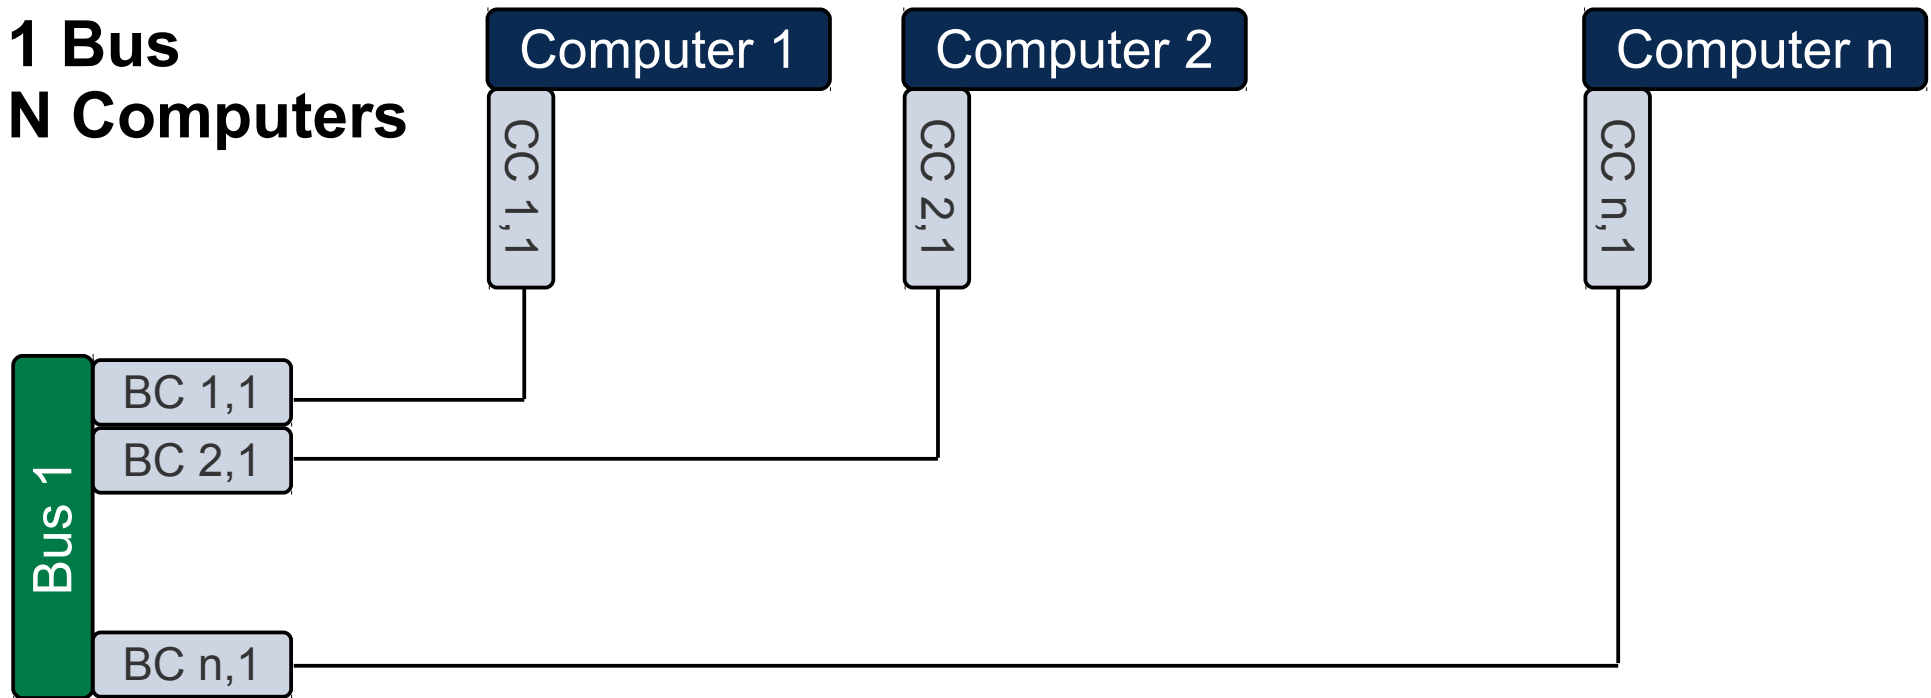 1 Bus
N Computers
Computer 1
Computer 2
Computer n
CC 1,1
CC 2,1
CC n,1
Bus 1
BC 1,1
BC 2,1
BC n,1